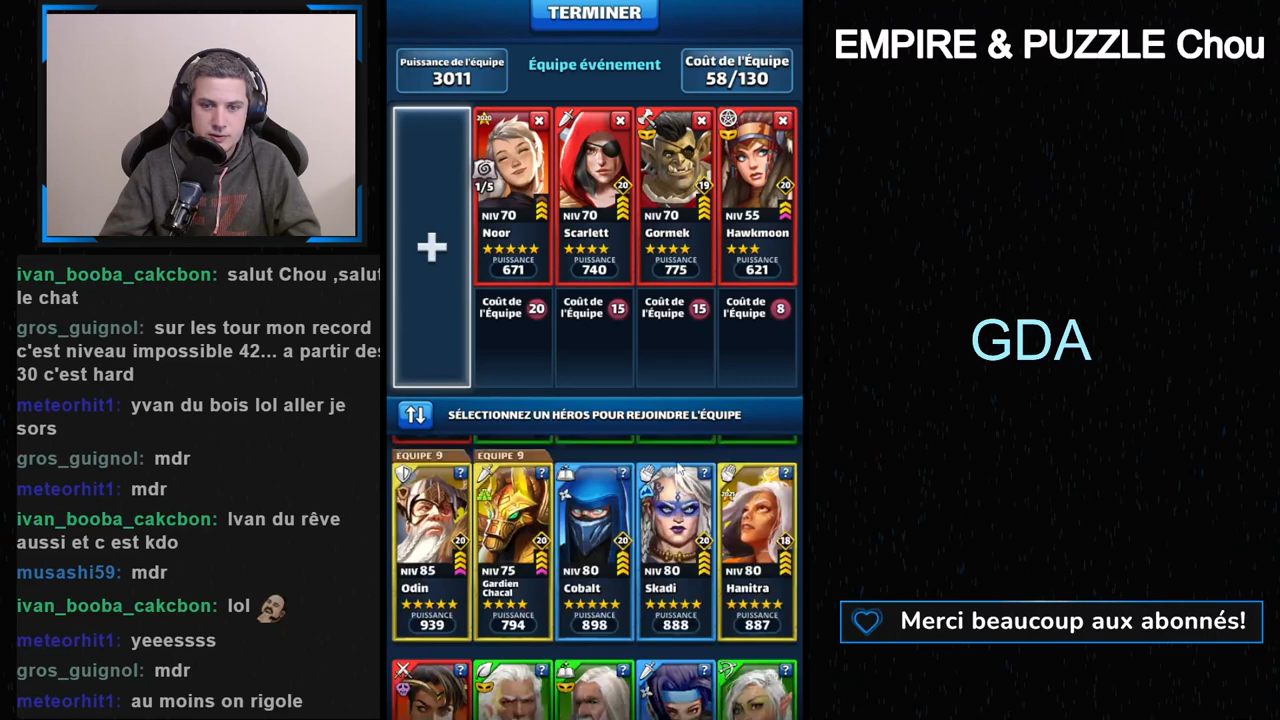 TERMINER
Puissance de l'équipe
3011
Équipe événement
Coût de l'Équipe
58/130
EMPIRE & PUZZLE Chou
2020
1/5
20
19
20
NIV 70
NIV 70
NIV 70
NIV 55
Noor
Scarlett
Gormek
Hawkmoon
PUISSANCE
PUISSANCE
PUISSANCE
PUISSANCE
671
740
775
621
Coût de
l'Équipe 20
Coût de
l'Équipe 15
Coût de
l'Équipe 15
Coût de
l'Équipe 8
SÉLECTIONNEZ UN HÉROS POUR REJOINDRE L'ÉQUIPE
EQUIPE 9
EQUIPE 9
?
?
?
?
?
2021
20
20
20
20
18
NIV 85
NIV 75
NIV 80
NIV 80
NIV 80
Odin
Gardien
Chacal
Cobalt
Skadi
Hanitra
PUISSANCE
PUISSANCE
PUISSANCE
PUISSANCE
PUISSANCE
939
794
898
888
887
?
?
?
?
?
ivan_booba_cakcbon: salut Chou ,salut
le chat
gros_guignol: sur les tour mon record
c'est niveau impossible 42... a partir des
30 c'est hard
meteorhit1: yvan du bois lol aller je
sors
gros_guignol: mdr
meteorhit1: mdr
ivan_booba_cakcbon: Ivan du rêve
aussi et c est kdo
musashi59: mdr
ivan_booba_cakcbon: lol
meteorhit1: yeeessss
gros_guignol: mdr
meteorhit1: au moins on rigole
GDA
Merci beaucoup aux abonnés!